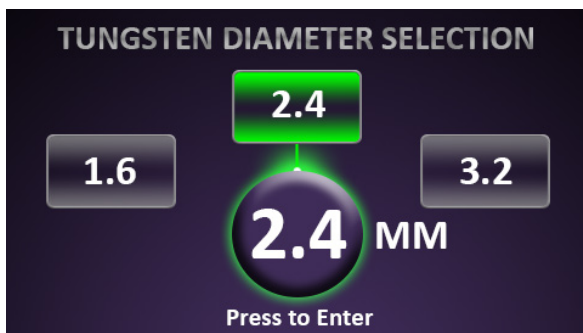 TUNGSTEN DIAMETER SELECTION
2.4
1.6
3.2
2.4 MM
Press to Enter